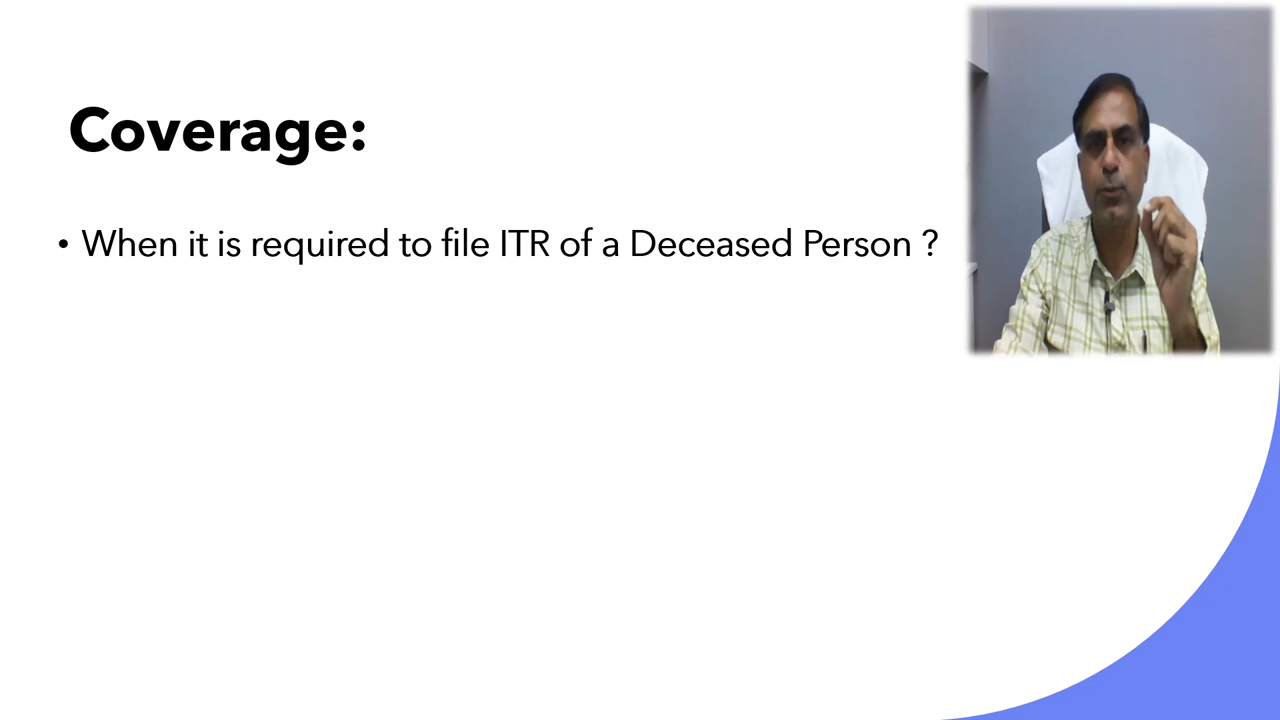 Coverage:
• When it is required to file ITR of a Deceased Person ?